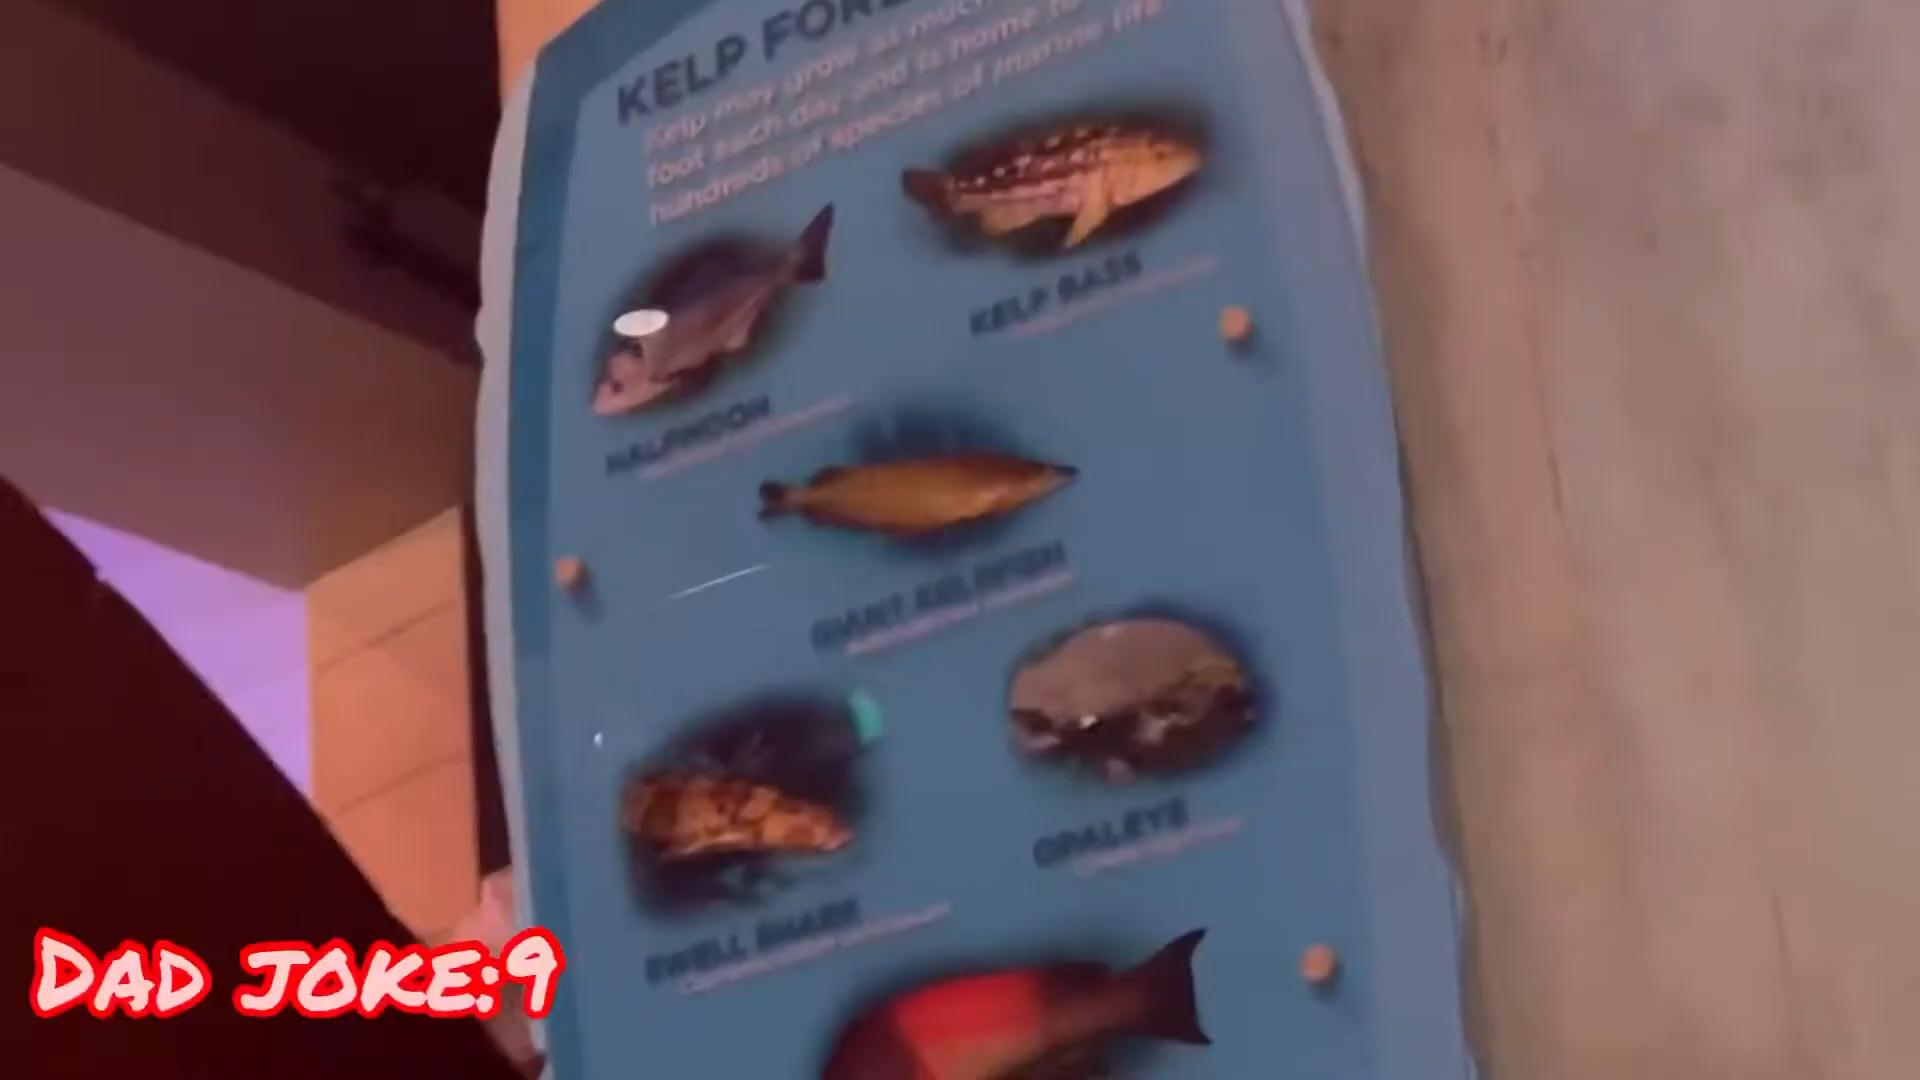 KELP FORE
Kelp may grow as much
foot each day and is home to
hundreds of species of marine life.
KELP BASS
HALFMOON
GIANT KELPFISH
OPALEYE
SWELL SHARK
DAD JOKE:9